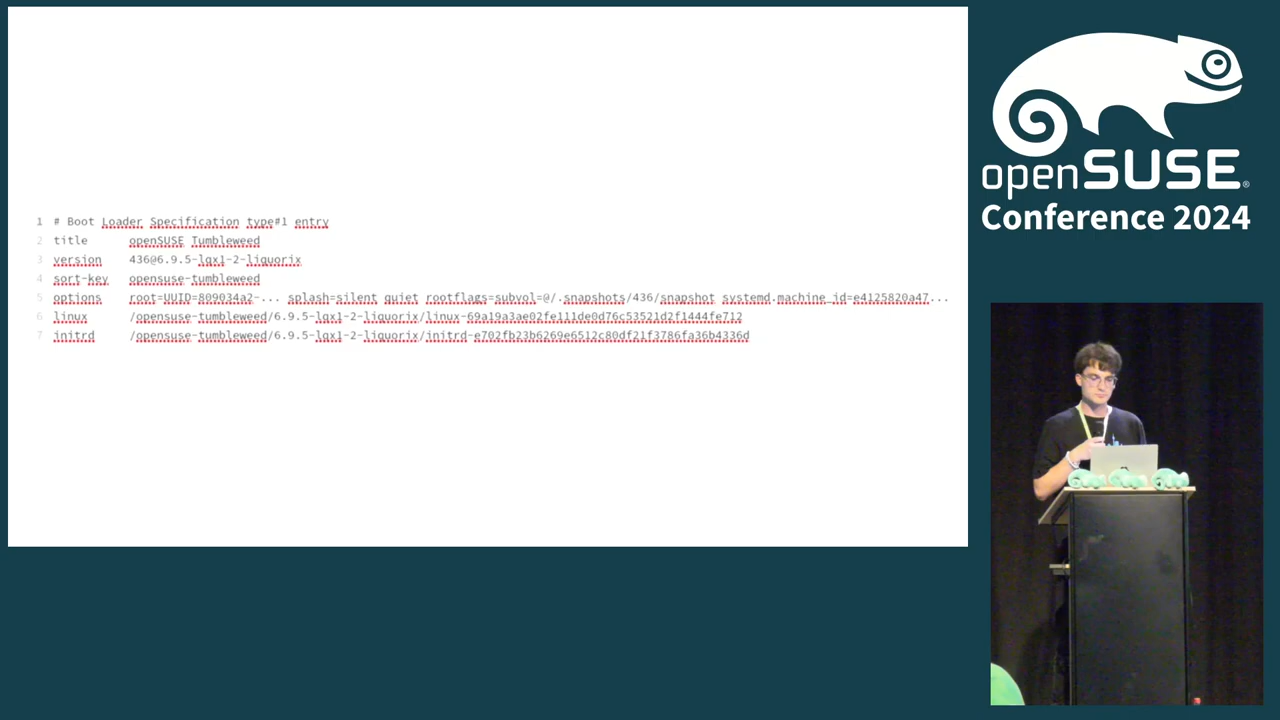 1 # Boot Loader Specification type#1 entry
2 title openSUSE Tumbleweed
3 version 436@6.9.5-lqx1-2-liquorix
4 sort-key opensuse-tumbleweed
5 options root=UUID=809034a2-... splash=silent quiet rootflags=subvol=@/.snapshots/436/snapshot systemd.machine_id=e4125820a47...
6 linux /opensuse-tumbleweed/6.9.5-lqx1-2-liquorix/linux-69a19a3ae02fe111de0d76c53521d2f1444fe712
7 initrd /opensuse-tumbleweed/6.9.5-lqx1-2-liquorix/initrd-e702fb23b6269e6512c80df21f3786fa36b4336d
openSUSE®
Conference 2024